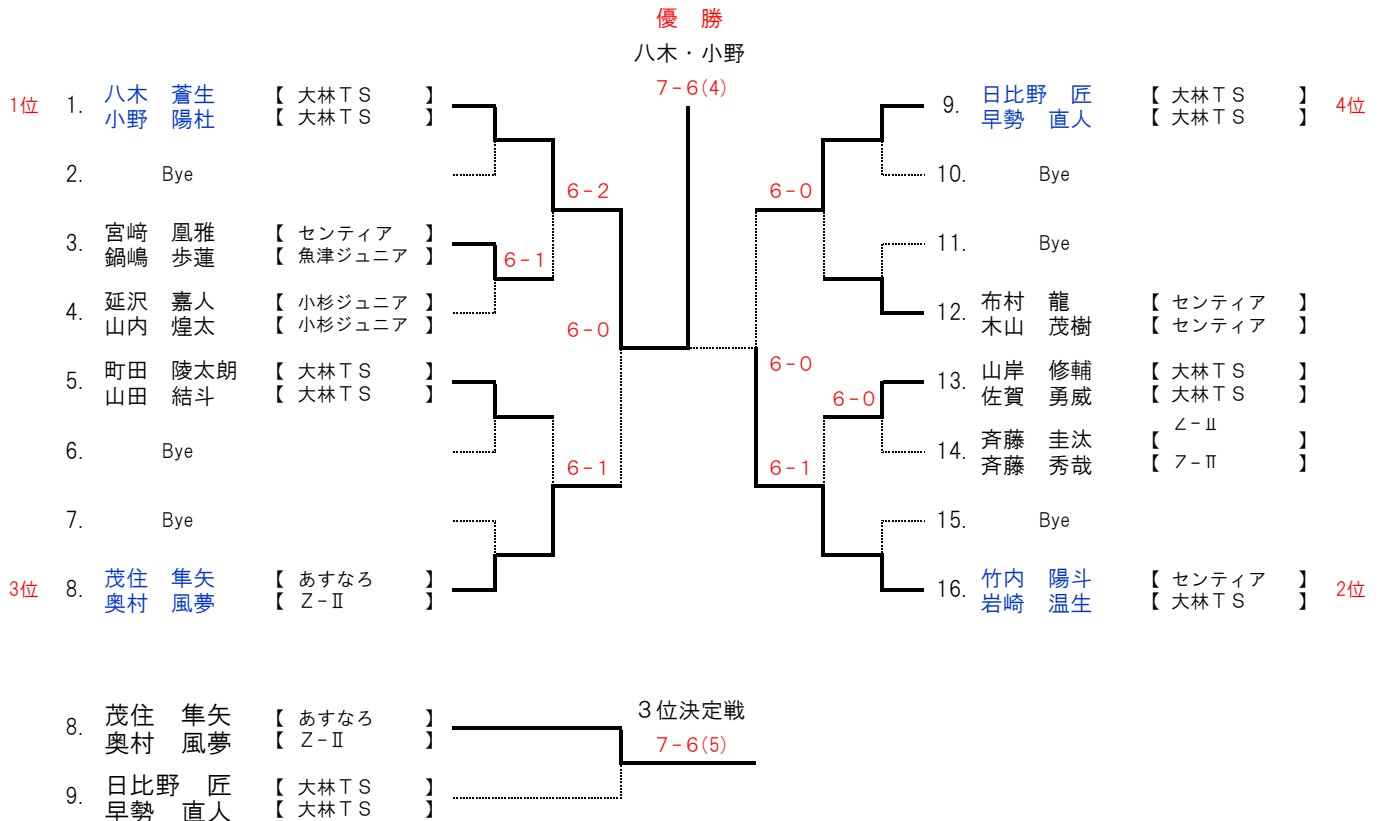 優　勝
八木・小野
7-6(4)
1位 1. 八木　蒼生 【 大林ＴＳ 】
小野　陽杜 【 大林ＴＳ 】
2. Bye
6-2
3. 宮﨑　凰雅 【 センティア 】
鍋嶋　歩蓮 【 魚津ジュニア 】
6-1
4. 延沢　嘉人 【 小杉ジュニア 】
山内　煌太 【 小杉ジュニア 】
6-0
5. 町田　陵太朗 【 大林ＴＳ 】
山田　結斗 【 大林ＴＳ 】
6. Bye
6-1
7. Bye
3位 8. 茂住　隼矢 【 あすなろ 】
奥村　風夢 【 Z-Ⅱ 】
9. 日比野　匠 【 大林ＴＳ 】 4位
早勢　直人 【 大林ＴＳ 】
10. Bye
6-0
11. Bye
12. 布村　龍 【 センティア 】
木山　茂樹 【 センティア 】
6-0
13. 山岸　修輔 【 大林ＴＳ 】
佐賀　勇威 【 大林ＴＳ 】
6-0
14. 斉藤　圭汰 【 Z-Ⅱ 】
斉藤　秀哉 【 Z-Ⅱ 】
6-1
15. Bye
16. 竹内　陽斗 【 センティア 】 2位
岩崎　温生 【 大林ＴＳ 】
３位決定戦
8. 茂住　隼矢 【 あすなろ 】
奥村　風夢 【 Z-Ⅱ 】
7-6(5)
9. 日比野　匠 【 大林ＴＳ 】
早勢　直人 【 大林ＴＳ 】